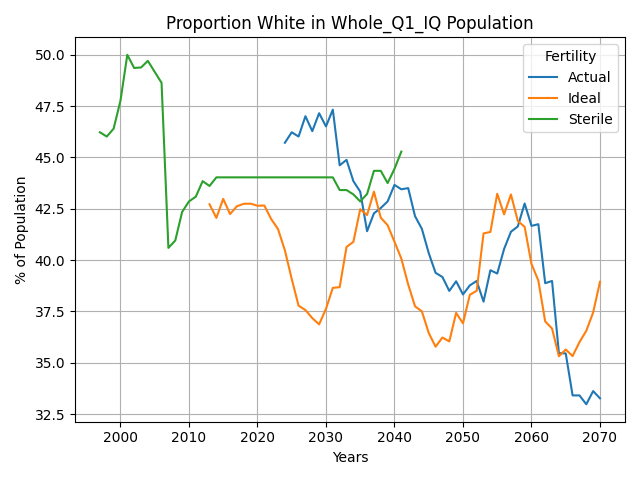 Proportion White in Whole_Q1_IQ Population
Fertility
Actual
Ideal
Sterile
% of Population
50.0
47.5
45.0
42.5
40.0
37.5
35.0
32.5
2000 2010 2020 2030 2040 2050 2060 2070
Years